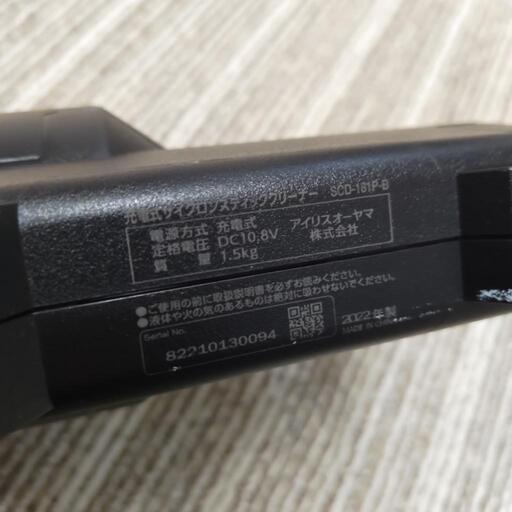 充電式サイクロンスティッククリーナー SCD-181P-B
電源方式 充電式 アイリスオーヤマ
定格電圧 DC10.8V 株式会社
質量 1.5kg
●ご使用の前に取扱説明書を必ずお読みください。
●液体や火の気のあるものは絶対に吸わせないでください。
Serial No.
82210130094
2022年製
MADE IN CHINA